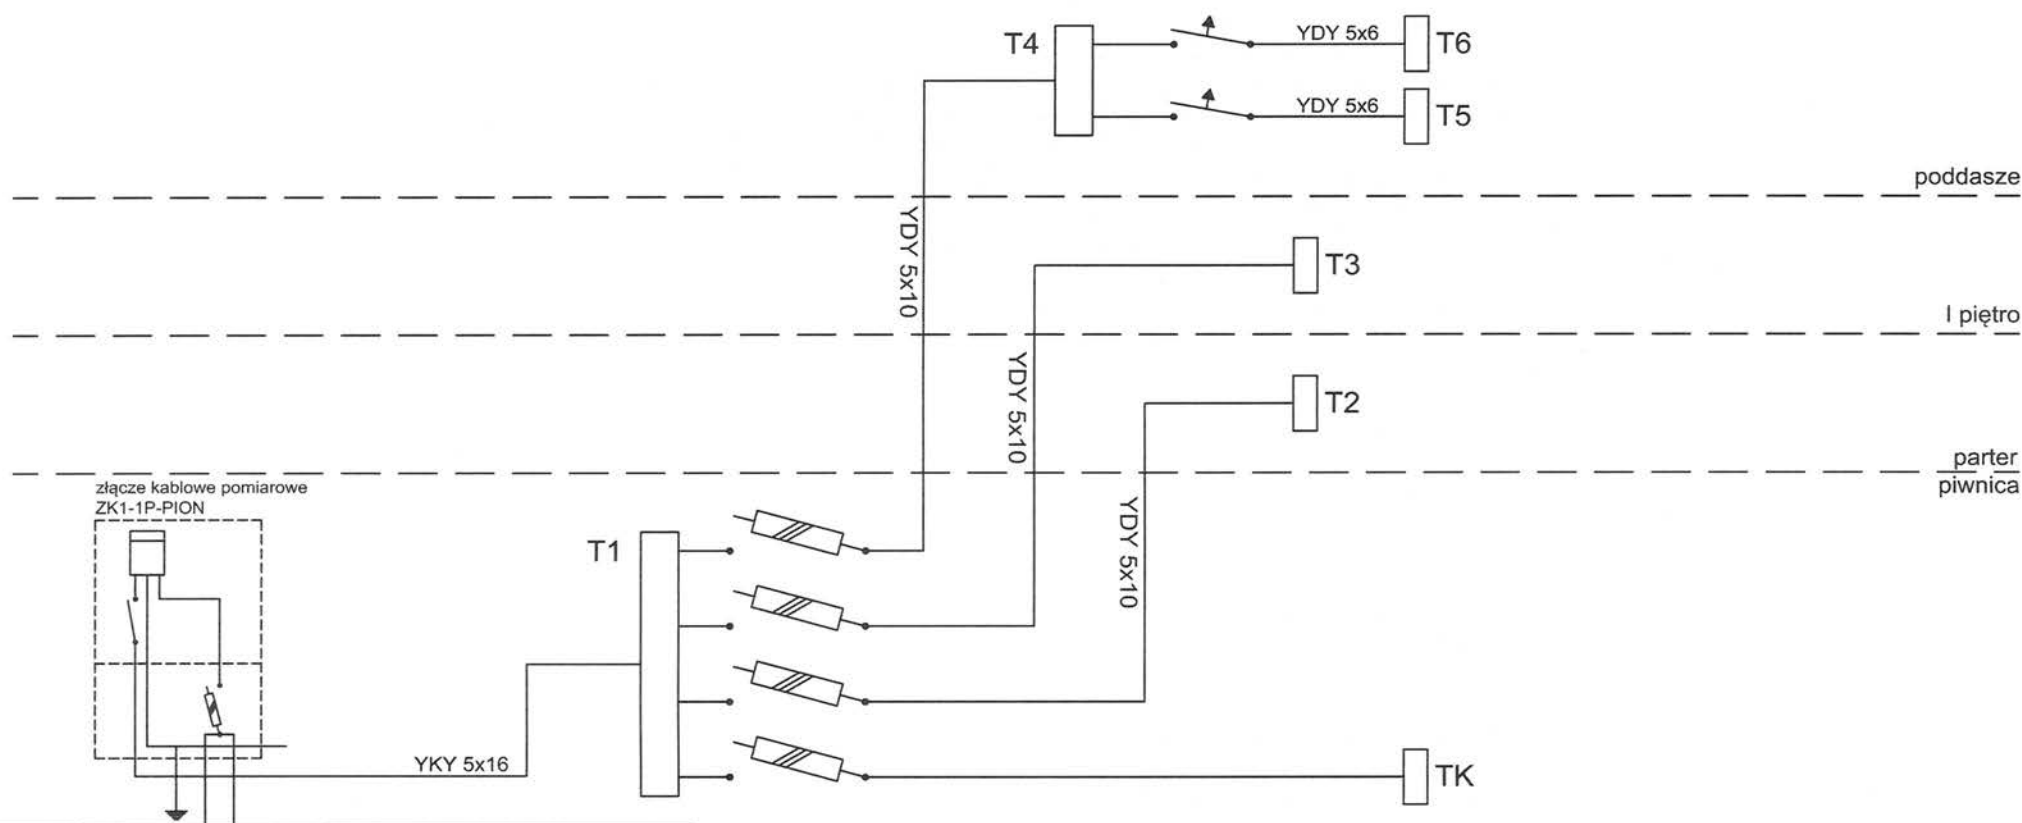 T4
YDY 5x6
T6
YDY 5x6
T5
poddasze
YDY 5x10
T3
I piętro
YDY 5x10
T2
parter
piwnica
złącze kablowe pomiarowe
ZK1-1P-PION
YDY 5x10
T1
YKY 5x16
TK